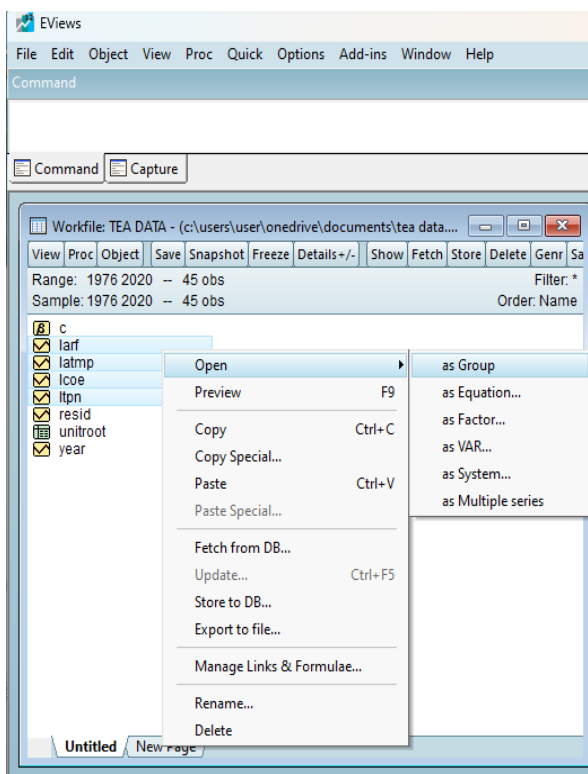 EViews
File Edit Object View Proc Quick Options Add-ins Window Help
Command
Command Capture
Workfile: TEA DATA - (c:\users\user\onedrive\documents\tea data....
View Proc Object Save Snapshot Freeze Details+/- Show Fetch Store Delete Genr Sa
Range: 1976 2020 -- 45 obs Filter: *
Sample: 1976 2020 -- 45 obs Order: Name
β c
larf
latmp
lcoe
ltpn
resid
unitroot
year
Open
Preview F9
Copy Ctrl+C
Copy Special...
Paste Ctrl+V
Paste Special...
Fetch from DB...
Update... Ctrl+F5
Store to DB...
Export to file...
Manage Links & Formulae...
Rename...
Delete
as Group
as Equation...
as Factor...
as VAR...
as System...
as Multiple series
Untitled New Page